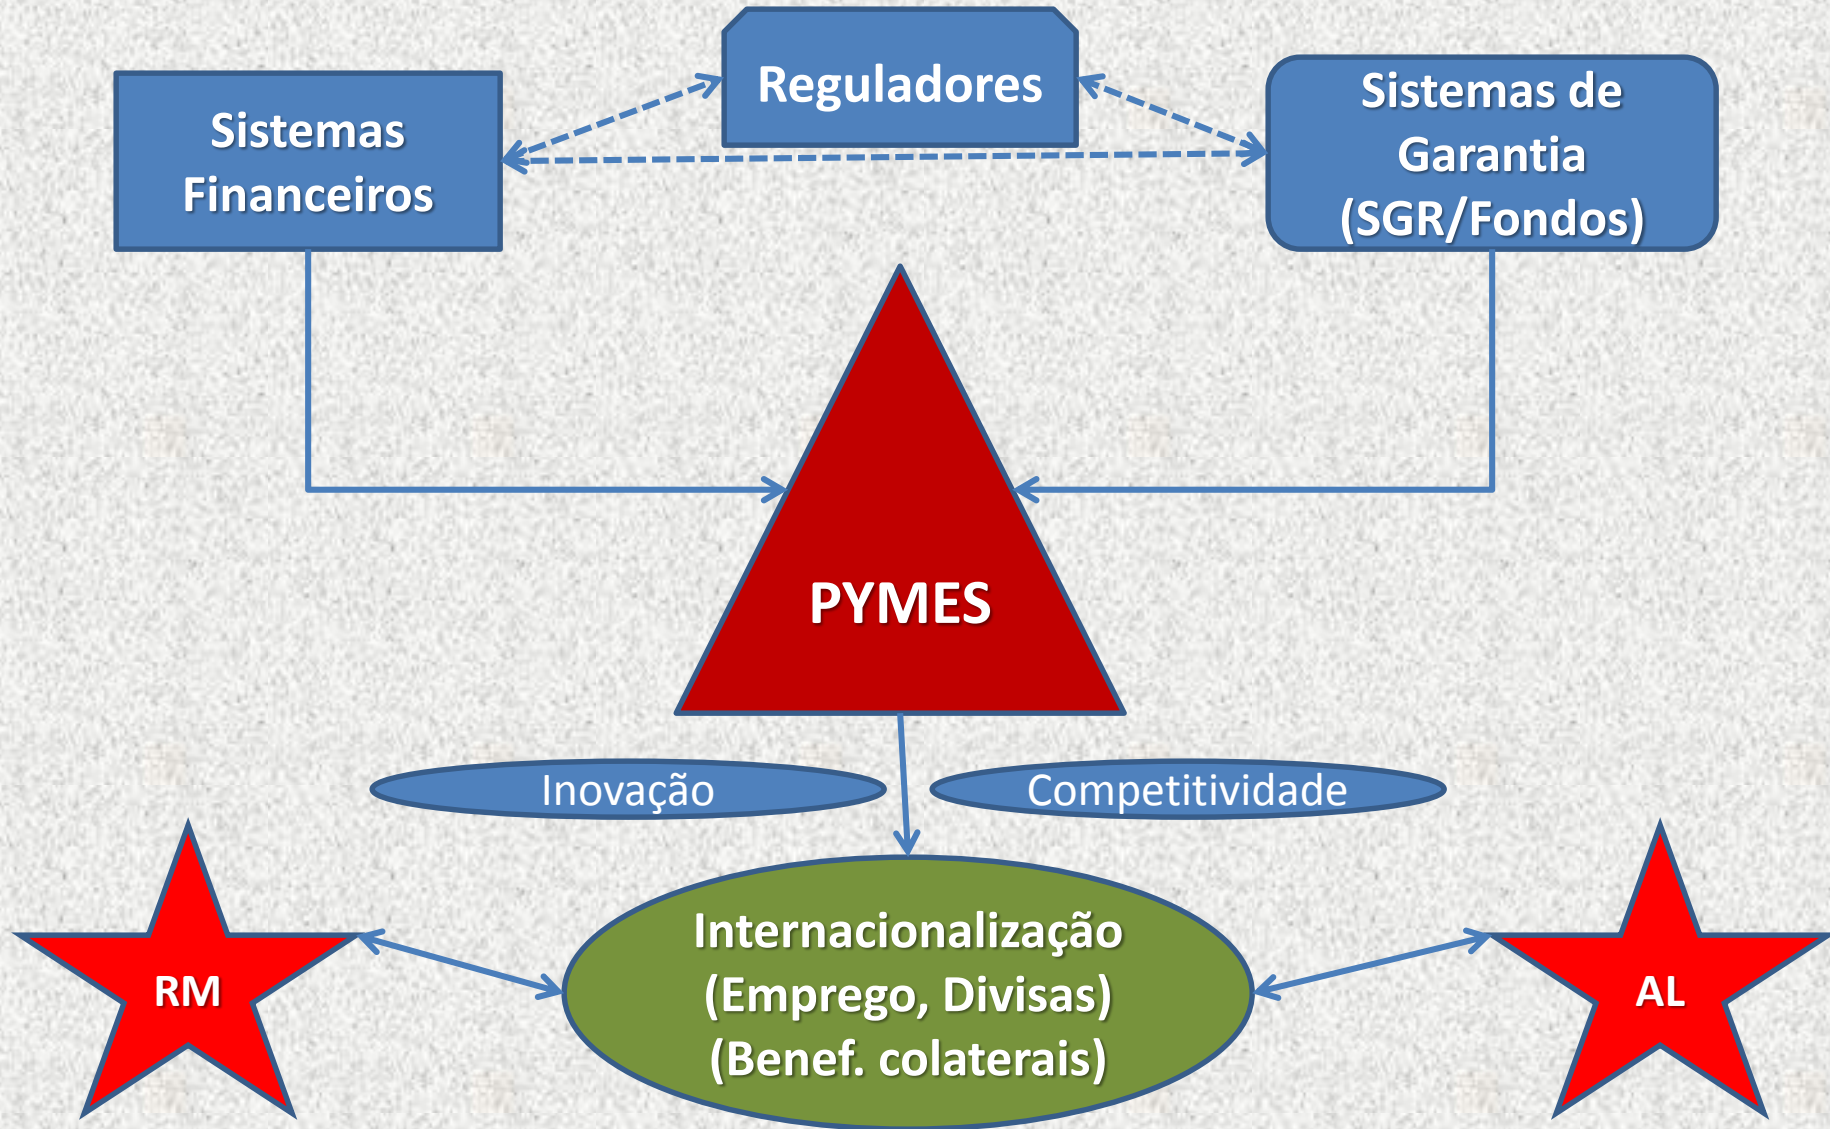 Reguladores
Sistemas
Financeiros
Sistemas de
Garantia
(SGR/Fondos)
PYMES
Inovação
Competitividade
RM
Internacionalização
(Emprego, Divisas)
(Benef. colaterais)
AL